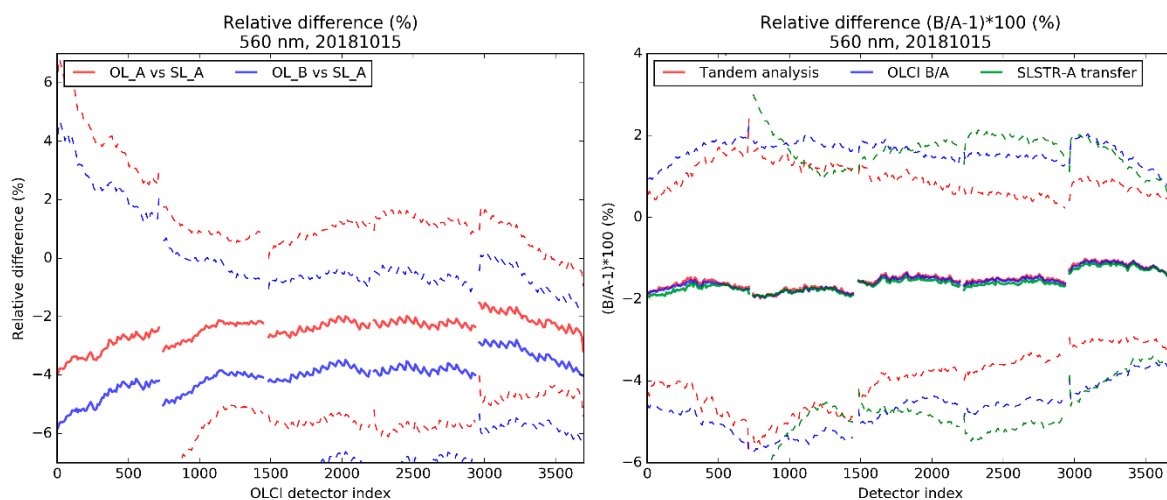 Relative difference (%)
560 nm, 20181015
OL_A vs SL_A
OL_B vs SL_A
Relative difference (%)
6
4
2
0
−2
−4
−6
0
500
1000
1500
2000
2500
3000
3500
OLCI detector index
Relative difference (B/A-1)*100 (%)
560 nm, 20181015
Tandem analysis
OLCI B/A
SLSTR-A transfer
(B/A-1)*100 (%)
4
2
0
−2
−4
−6
0
500
1000
1500
2000
2500
3000
3500
Detector index